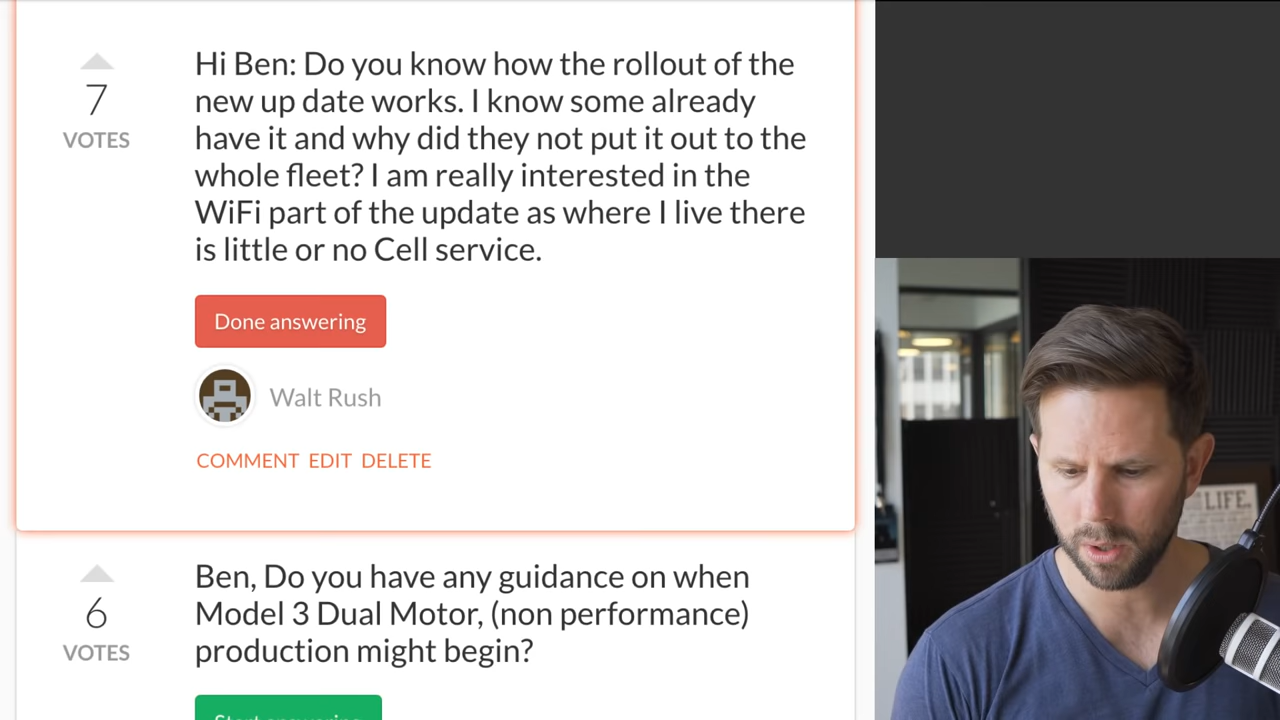 7
VOTES
Hi Ben: Do you know how the rollout of the
new up date works. I know some already
have it and why did they not put it out to the
whole fleet? I am really interested in the
WiFi part of the update as where I live there
is little or no Cell service.
Done answering
Walt Rush
COMMENT EDIT DELETE
6
VOTES
Ben, Do you have any guidance on when
Model 3 Dual Motor, (non performance)
production might begin?
Start answering
LIFE.